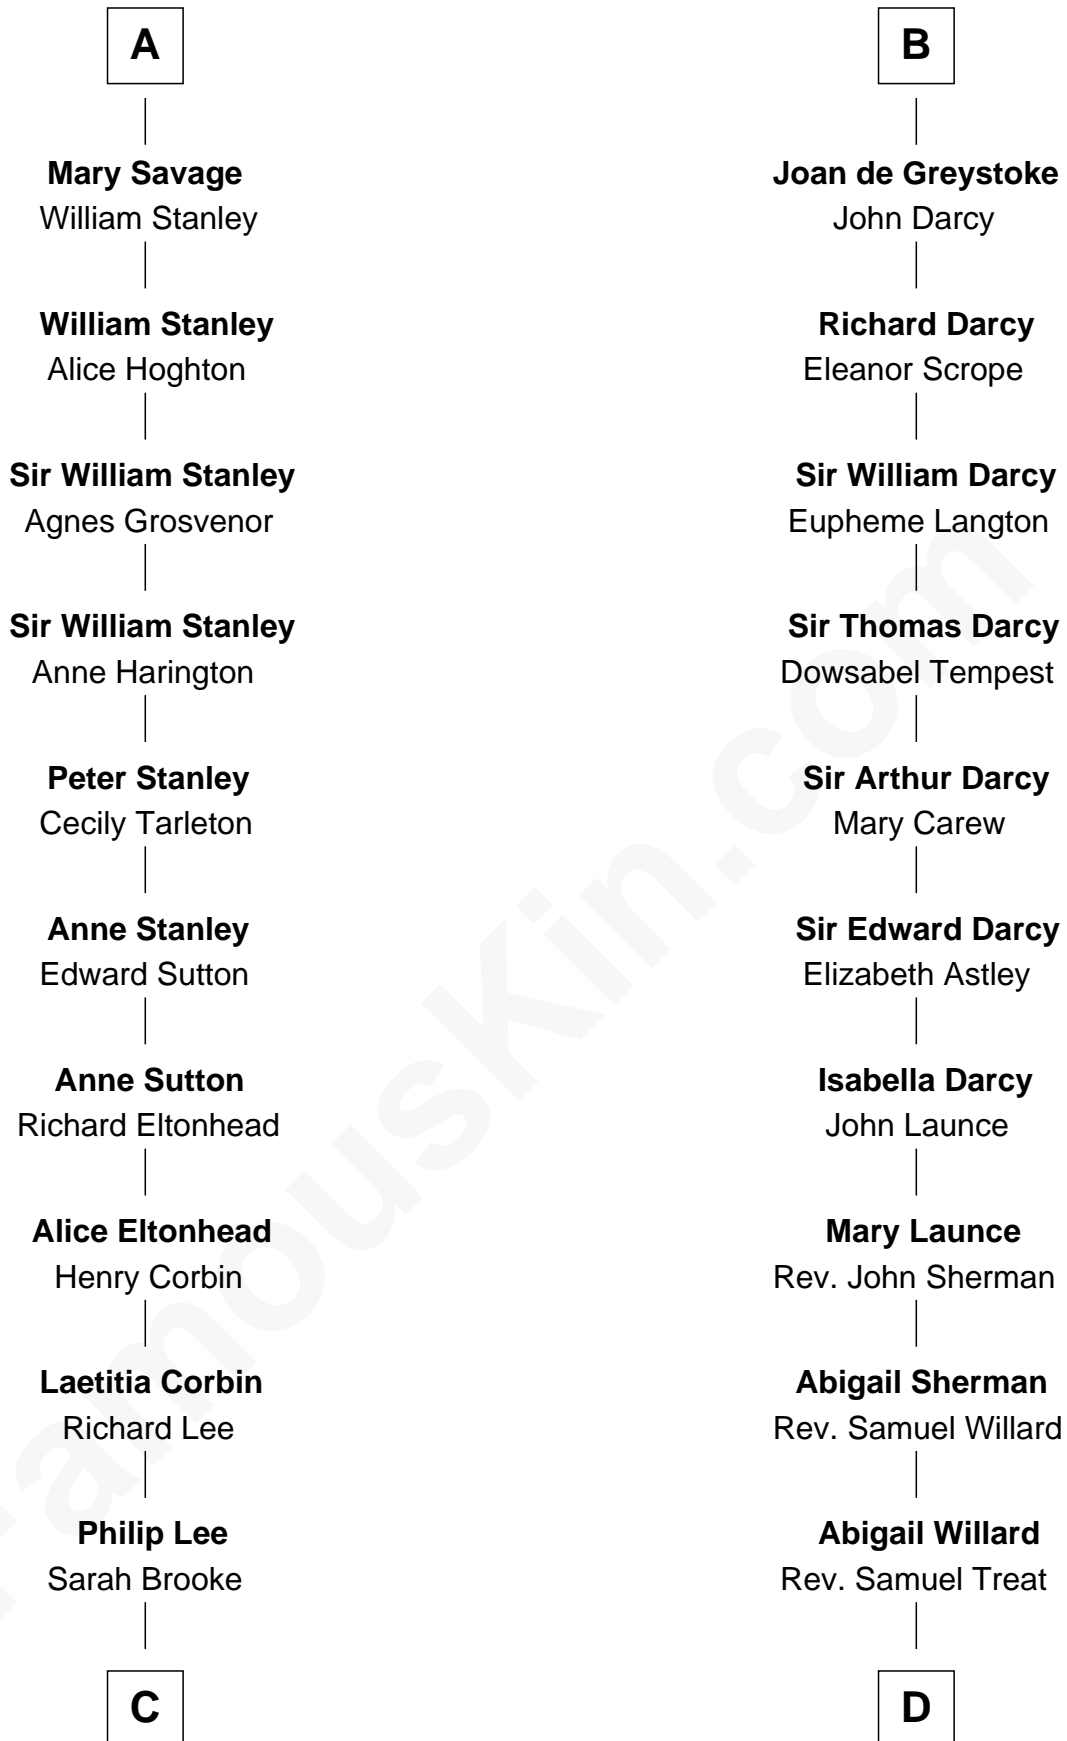 A
Mary Savage
William Stanley
William Stanley
Alice Hoghton
Sir William Stanley
Agnes Grosvenor
Sir William Stanley
Anne Harington
Peter Stanley
Cecily Tarleton
Anne Stanley
Edward Sutton
Anne Sutton
Richard Eltonhead
Alice Eltonhead
Henry Corbin
Laetitia Corbin
Richard Lee
Philip Lee
Sarah Brooke
C
B
Joan de Greystoke
John Darcy
Richard Darcy
Eleanor Scrope
Sir William Darcy
Eupheme Langton
Sir Thomas Darcy
Dowsabel Tempest
Sir Arthur Darcy
Mary Carew
Sir Edward Darcy
Elizabeth Astley
Isabella Darcy
John Launce
Mary Launce
Rev. John Sherman
Abigail Sherman
Rev. Samuel Willard
Abigail Willard
Rev. Samuel Treat
D
FamousKin.com